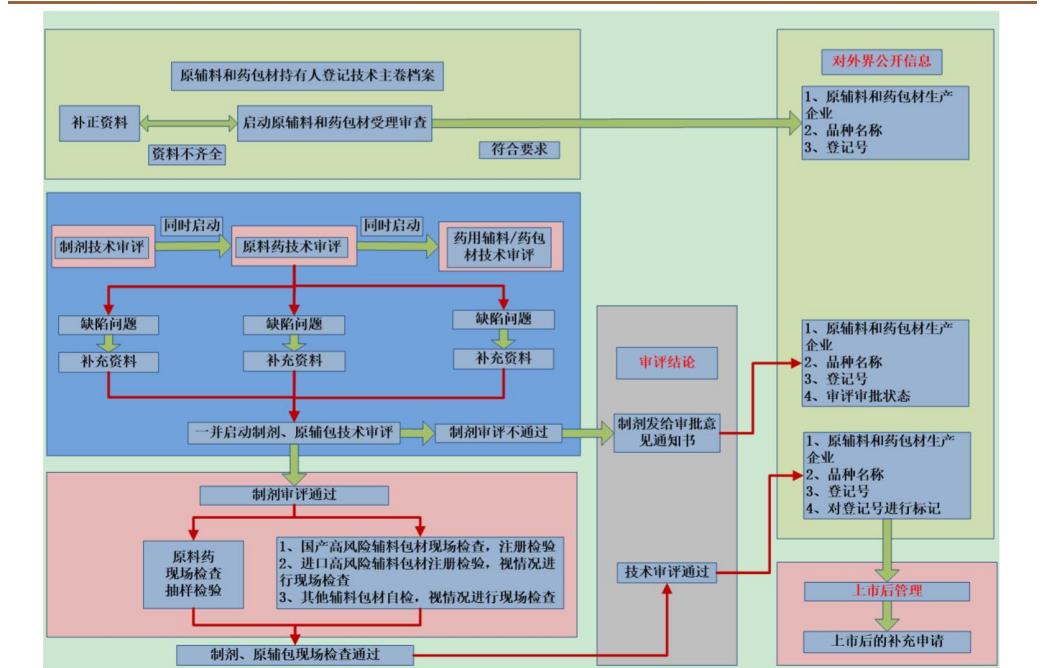 原辅料和药包材持有人登记技术主卷档案
补正资料
启动原辅料和药包材受理审查
资料不齐全
符合要求
对外界公开信息
1、原辅料和药包材生产
企业
2、品种名称
3、登记号
同时启动
同时启动
制剂技术审评
原料药技术审评
药用辅料/药包
材技术审评
缺陷问题
缺陷问题
缺陷问题
补充资料
补充资料
补充资料
一并启动制剂、原辅包技术审评
制剂审评不通过
审评结论
制剂发给审批意
见通知书
1、原辅料和药包材生产
企业
2、品种名称
3、登记号
4、审评审批状态
1、原辅料和药包材生产
企业
2、品种名称
3、登记号
4、对登记号进行标记
制剂审评通过
原料药
现场检查
抽样检验
1、国产高风险辅料包材现场检查，注册检验
2、进口高风险辅料包材注册检验，视情况进
行现场检查
3、其他辅料包材自检，视情况进行现场检查
制剂、原辅包现场检查通过
技术审评通过
上市后管理
上市后的补充申请